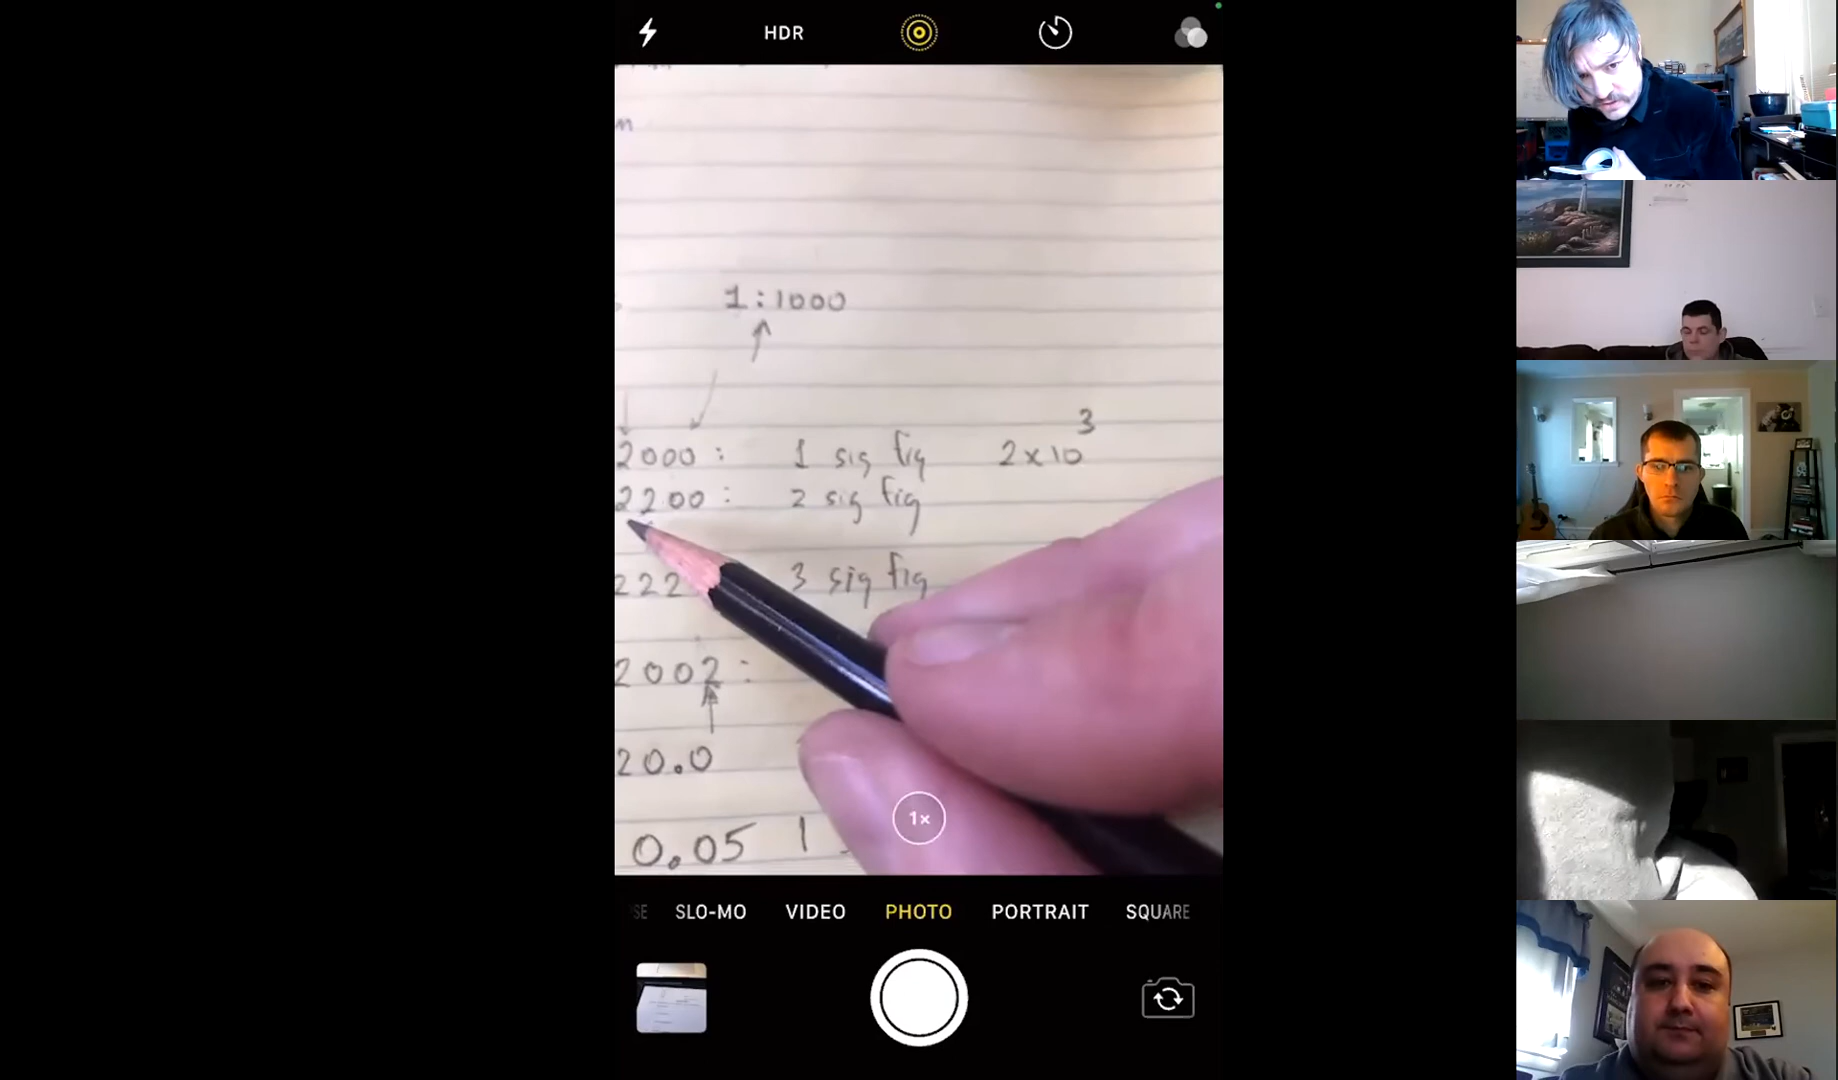 HDR
m
1:1000
3
2000: 1 sig fig 2x10
2200: 2 sig fig
222 3 sig fig
2002:
20.0
0.05 1
1x
SE SLO-MO VIDEO PHOTO PORTRAIT SQUARE